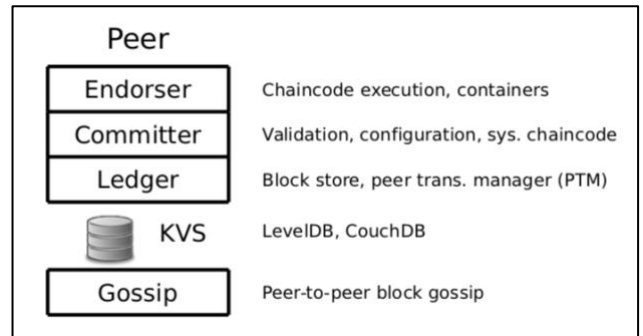 Peer
Endorser Chaincode execution, containers
Committer Validation, configuration, sys. chaincode
Ledger Block store, peer trans. manager (PTM)
KVS LevelDB, CouchDB
Gossip Peer-to-peer block gossip